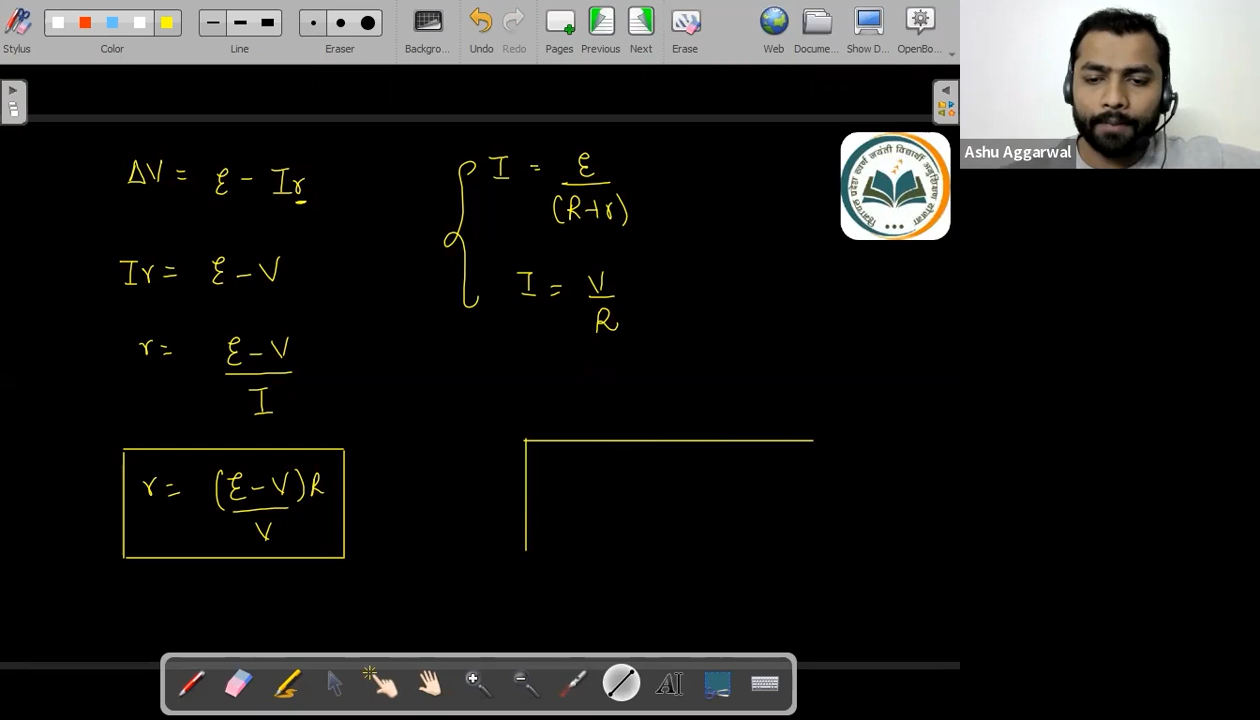 Stylus
Color
Line
Eraser
Backgro...
Undo
Redo
Pages
Previous
Next
Erase
Web
Docume...
Show D...
OpenBo...
Ashu Aggarwal
ΔV = ε - Ir
I = ε/(R+r)
Ir = ε - V
I = V/R
r = (ε - V)/I
r = (ε - V)R/V
AI